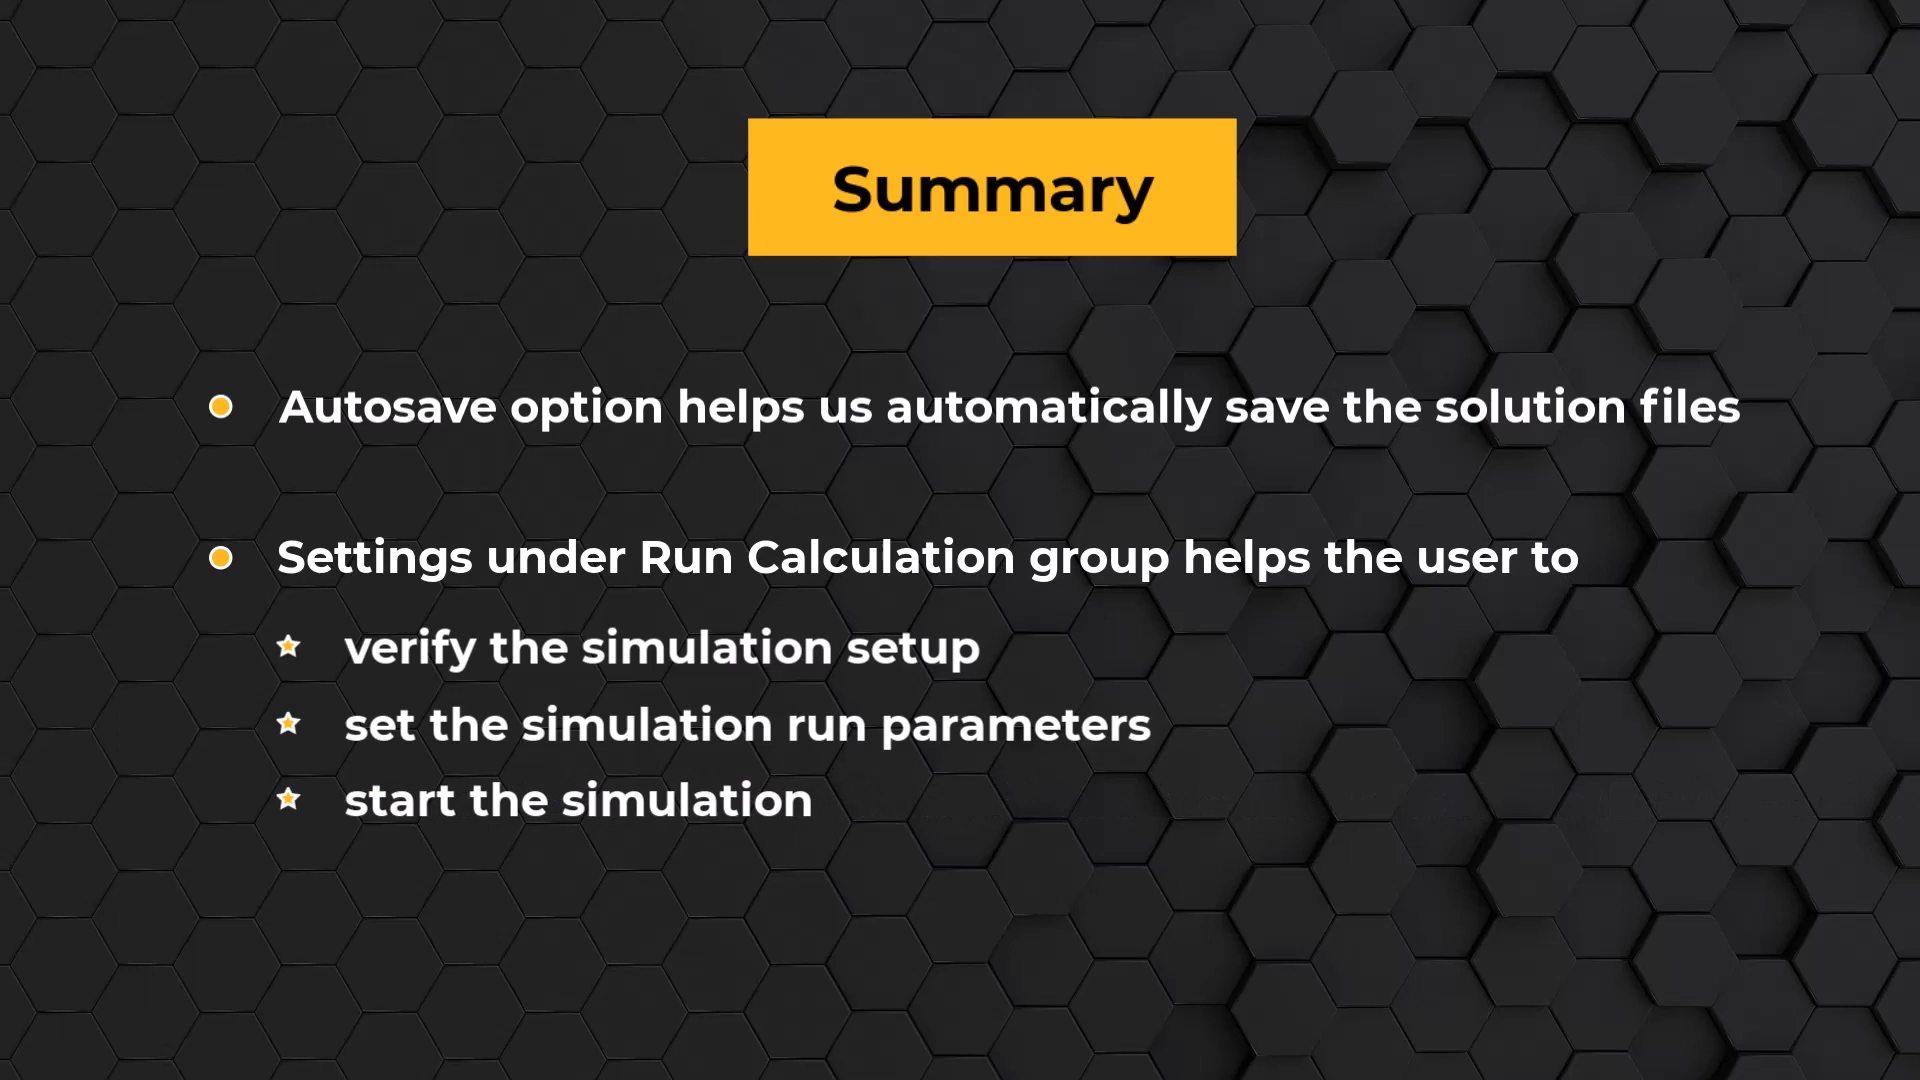 Summary
Autosave option helps us automatically save the solution files
Settings under Run Calculation group helps the user to
verify the simulation setup
set the simulation run parameters
start the simulation